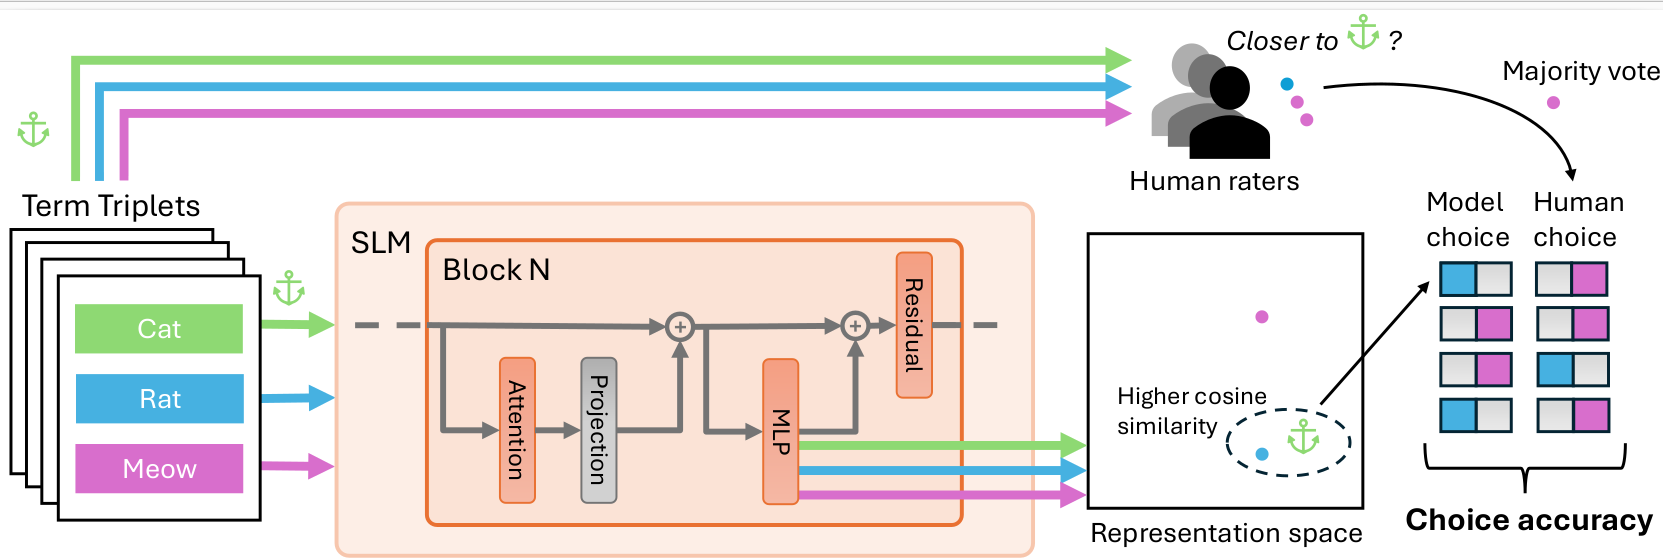 Closer to ?
Majority vote
Human raters
Term Triplets
Cat
Rat
Meow
SLM
Block N
Attention
Projection
MLP
Residual
Higher cosine
similarity
Representation space
Model
choice
Human
choice
Choice accuracy